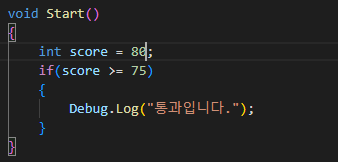 void Start()
{
int score = 80;
if(score >= 75)
{
Debug.Log("통과입니다.");
}
}